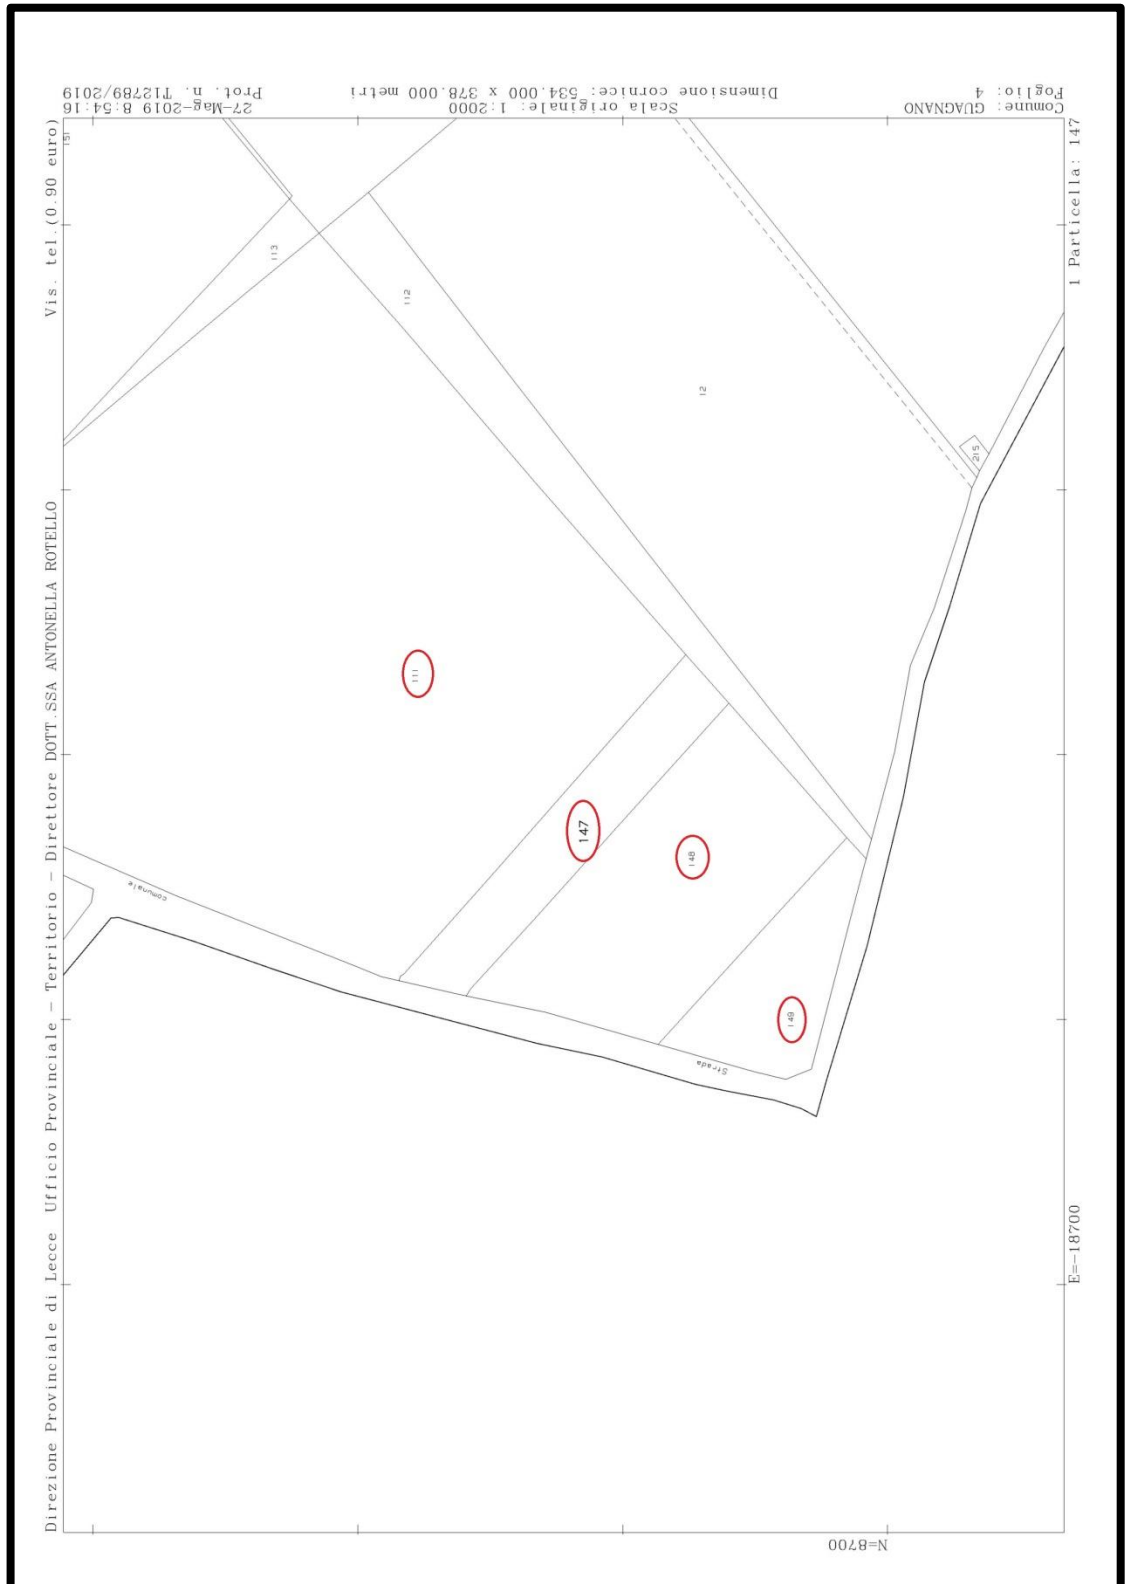 Comune: GUAGNANO
Foglio: 4
Scala originale: 1:2000
Dimensione cornice: 534.000 x 378.000 metri
27-Mag-2019 8:54:16
Prot. n. T12789/2019
1 Particella: 147
E=-18700
N=8700
Direzione Provinciale di Lecce Ufficio Provinciale - Territorio - Direttore DOTT.SSA ANTONELLA ROTELLO
Vis. tel. (0.90 euro)
151
113
112
12
215
111
147
148
149
comunale
Strada